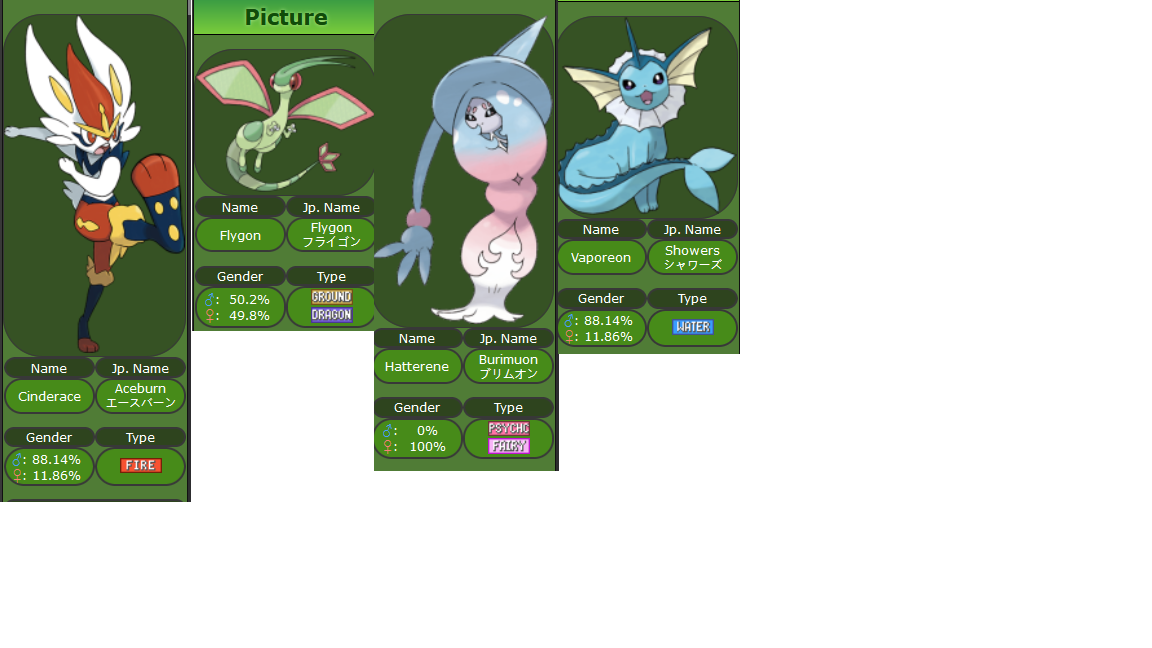 Name Jp. Name
Cinderace Aceburn
エースバーン
Gender Type
♂: 88.14% FIRE
♀: 11.86%
Picture
Name Jp. Name
Flygon Flygon
フライゴン
Gender Type
♂: 50.2% GROUND
♀: 49.8% DRAGON
Name Jp. Name
Hatterene Burimuon
ブリムオン
Gender Type
♂: 0% PSYCHC
♀: 100% FAIRY
Name Jp. Name
Vaporeon Showers
シャワーズ
Gender Type
♂: 88.14% WATER
♀: 11.86%